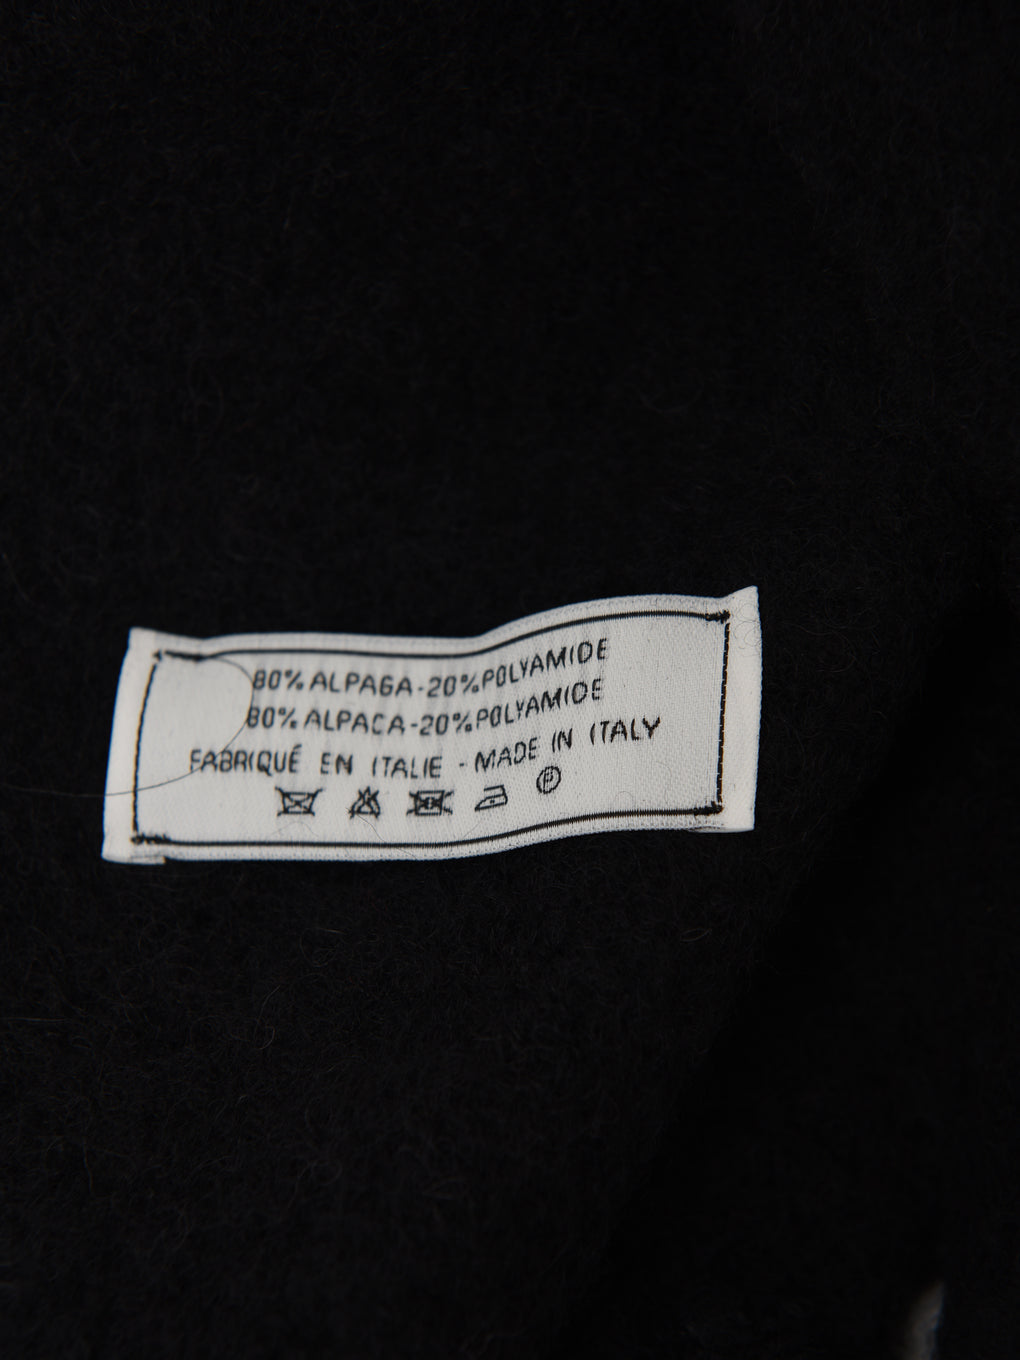 80% ALPAGA-20% POLYAMIDE
80% ALPACA-20% POLYAMIDE
FABRIQUÉ EN ITALIE - MADE IN ITALY
P